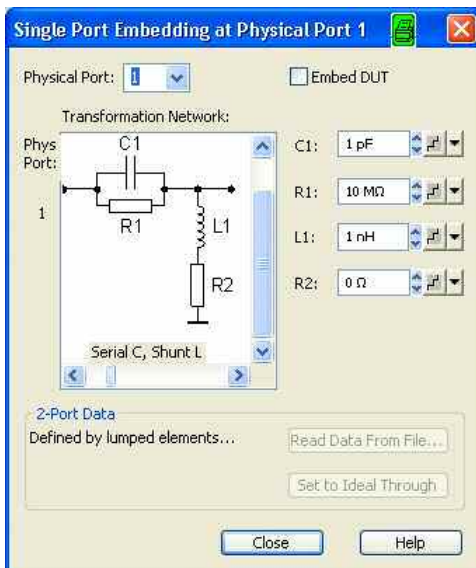 Single Port Embedding at Physical Port 1
Physical Port: 1
Embed DUT
Transformation Network:
Phys Port:
1
C1
R1
L1
R2
Serial C, Shunt L
C1: 1 pF
R1: 10 MΩ
L1: 1 nH
R2: 0 Ω
2-Port Data
Defined by lumped elements...
Read Data From File...
Set to Ideal Through
Close
Help